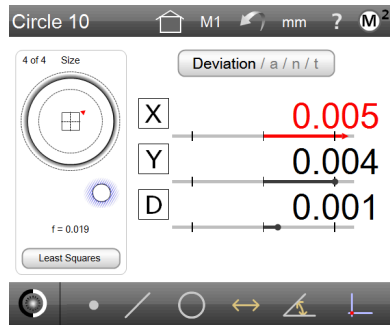 Circle 10 M1 mm ? M2
4 of 4 Size
Deviation / a / n / t
X 0.005
Y 0.004
D 0.001
f = 0.019
Least Squares